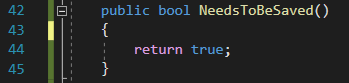 42 public bool NeedsToBeSaved()
43 {
44 return true;
45 }